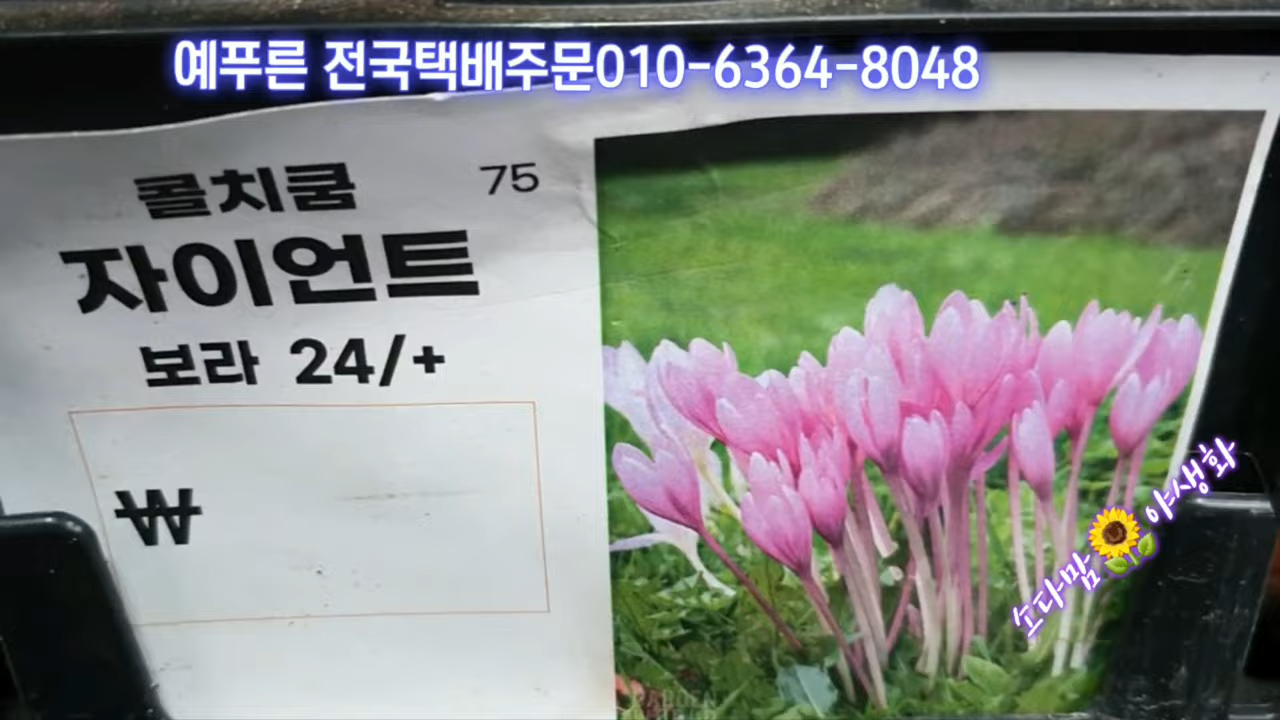 예푸른 전국택배주문010-6364-8048
콜치쿰
75
자이언트
보라 24/+
₩
소다맘 야생화